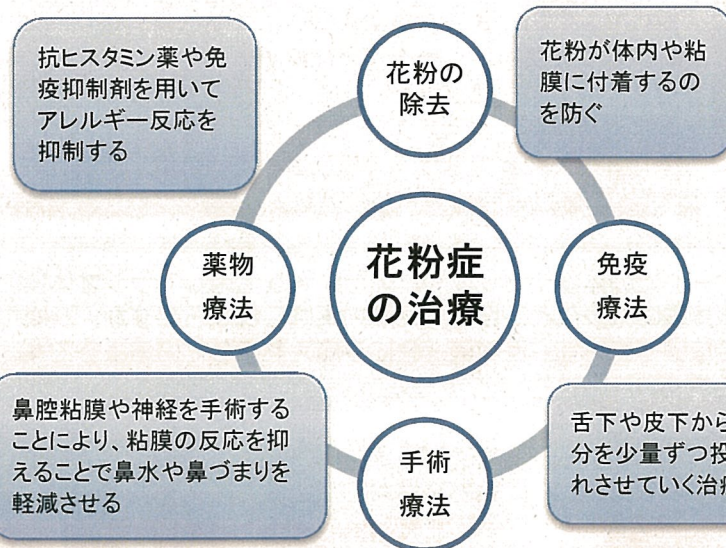 抗ヒスタミン薬や免
疫抑制剤を用いて
アレルギー反応を
抑制する
花粉の
除去
花粉が体内や粘
膜に付着するの
を防ぐ
薬物
療法
花粉症
の治療
免疫
療法
鼻腔粘膜や神経を手術する
ことにより、粘膜の反応を抑
えることで鼻水や鼻づまりを
軽減させる
手術
療法
舌下や皮下から
分を少量ずつ投
れさせていく治療